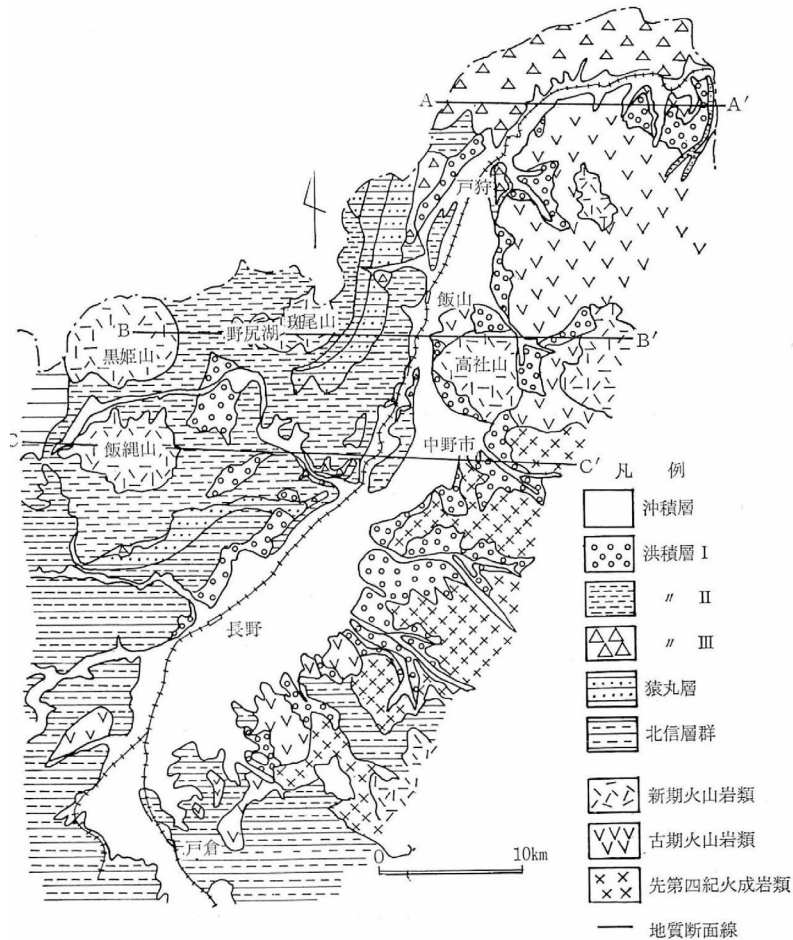 A A′
戸狩
飯山
B 野尻湖 斑尾山 B′
黒姫山
高社山
C 飯縄山 中野市 C′
長野
戸倉
0 10km
凡 例
沖積層
洪積層 I
〃 II
〃 III
猿丸層
北信層群
新期火山岩類
古期火山岩類
先第四紀火成岩類
地質断面線